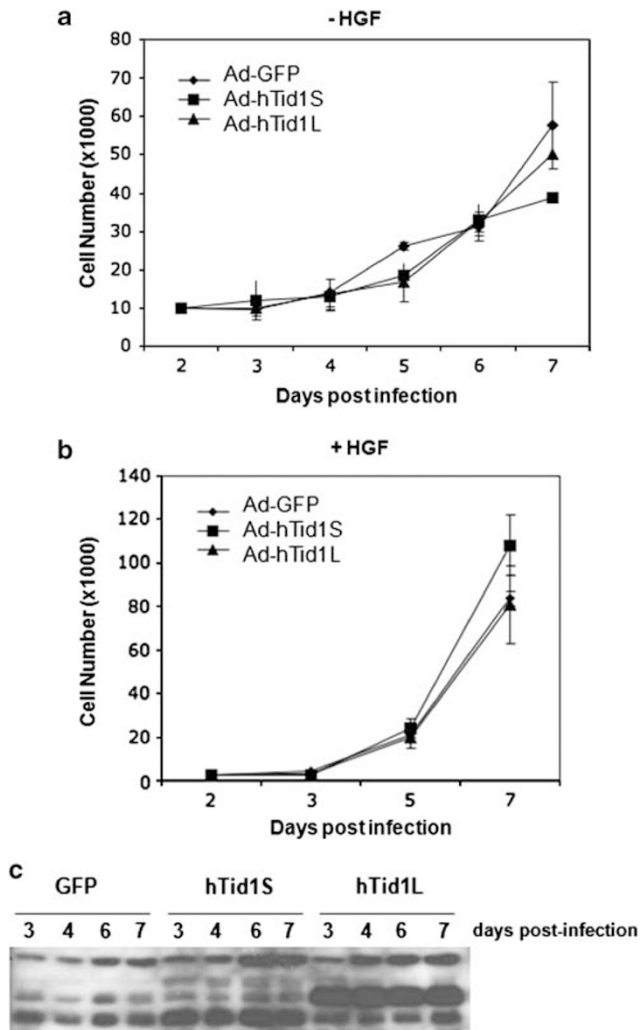 a
- HGF
80
70
60
50
40
30
20
10
0
Cell Number (x1000)
Ad-GFP
Ad-hTid1S
Ad-hTid1L
2 3 4 5 6 7
Days post infection
b
+ HGF
140
120
100
80
60
40
20
0
Cell Number (x1000)
Ad-GFP
Ad-hTid1S
Ad-hTid1L
2 3 5 7
Days post infection
c
GFP hTid1S hTid1L
3 4 6 7 3 4 6 7 3 4 6 7 days post-infection